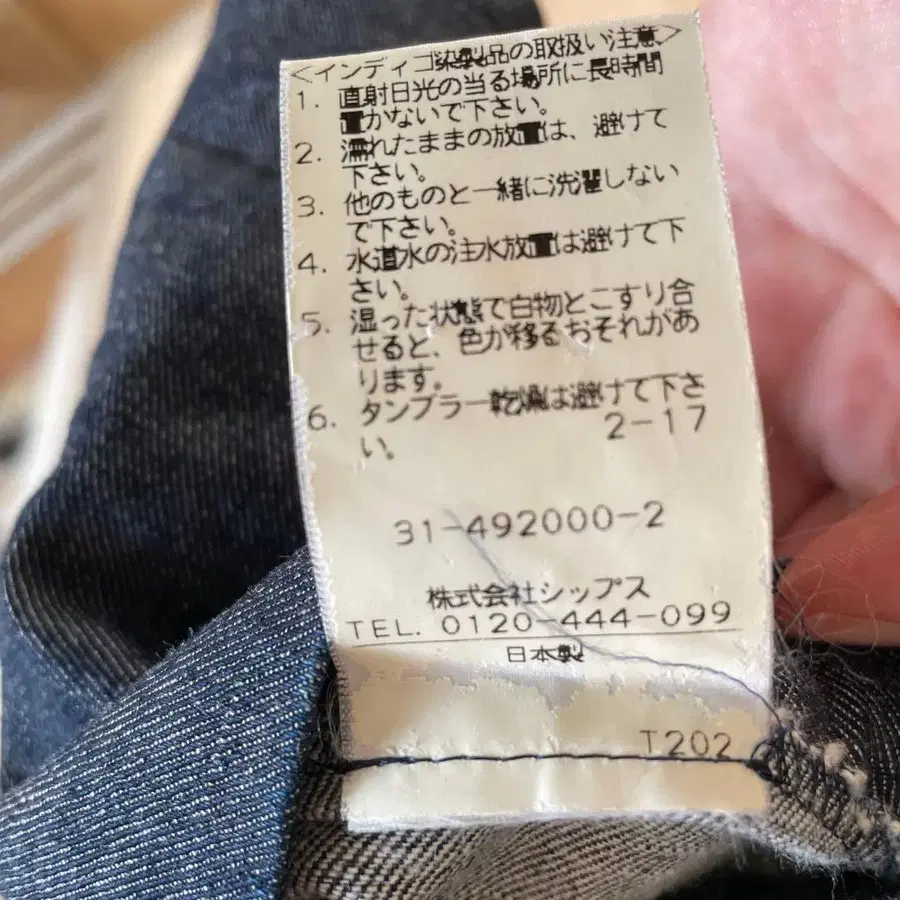 <インディゴ染製品の取扱い注意>
1. 直射日光の当る場所に長時間
置かないで下さい。
2. 濡れたままの放置は、避けて
下さい。
3. 他のものと一緒に洗濯しない
で下さい。
4. 水道水の注水放置は避けて下
さい。
5. 湿った状態で白物とこすり合
せると、色が移るおそれがあ
ります。
6. タンブラー乾燥は避けて下さ
い。 2-17
31-492000-2
株式会社シップス
TEL. 0120-444-099
日本製
T202